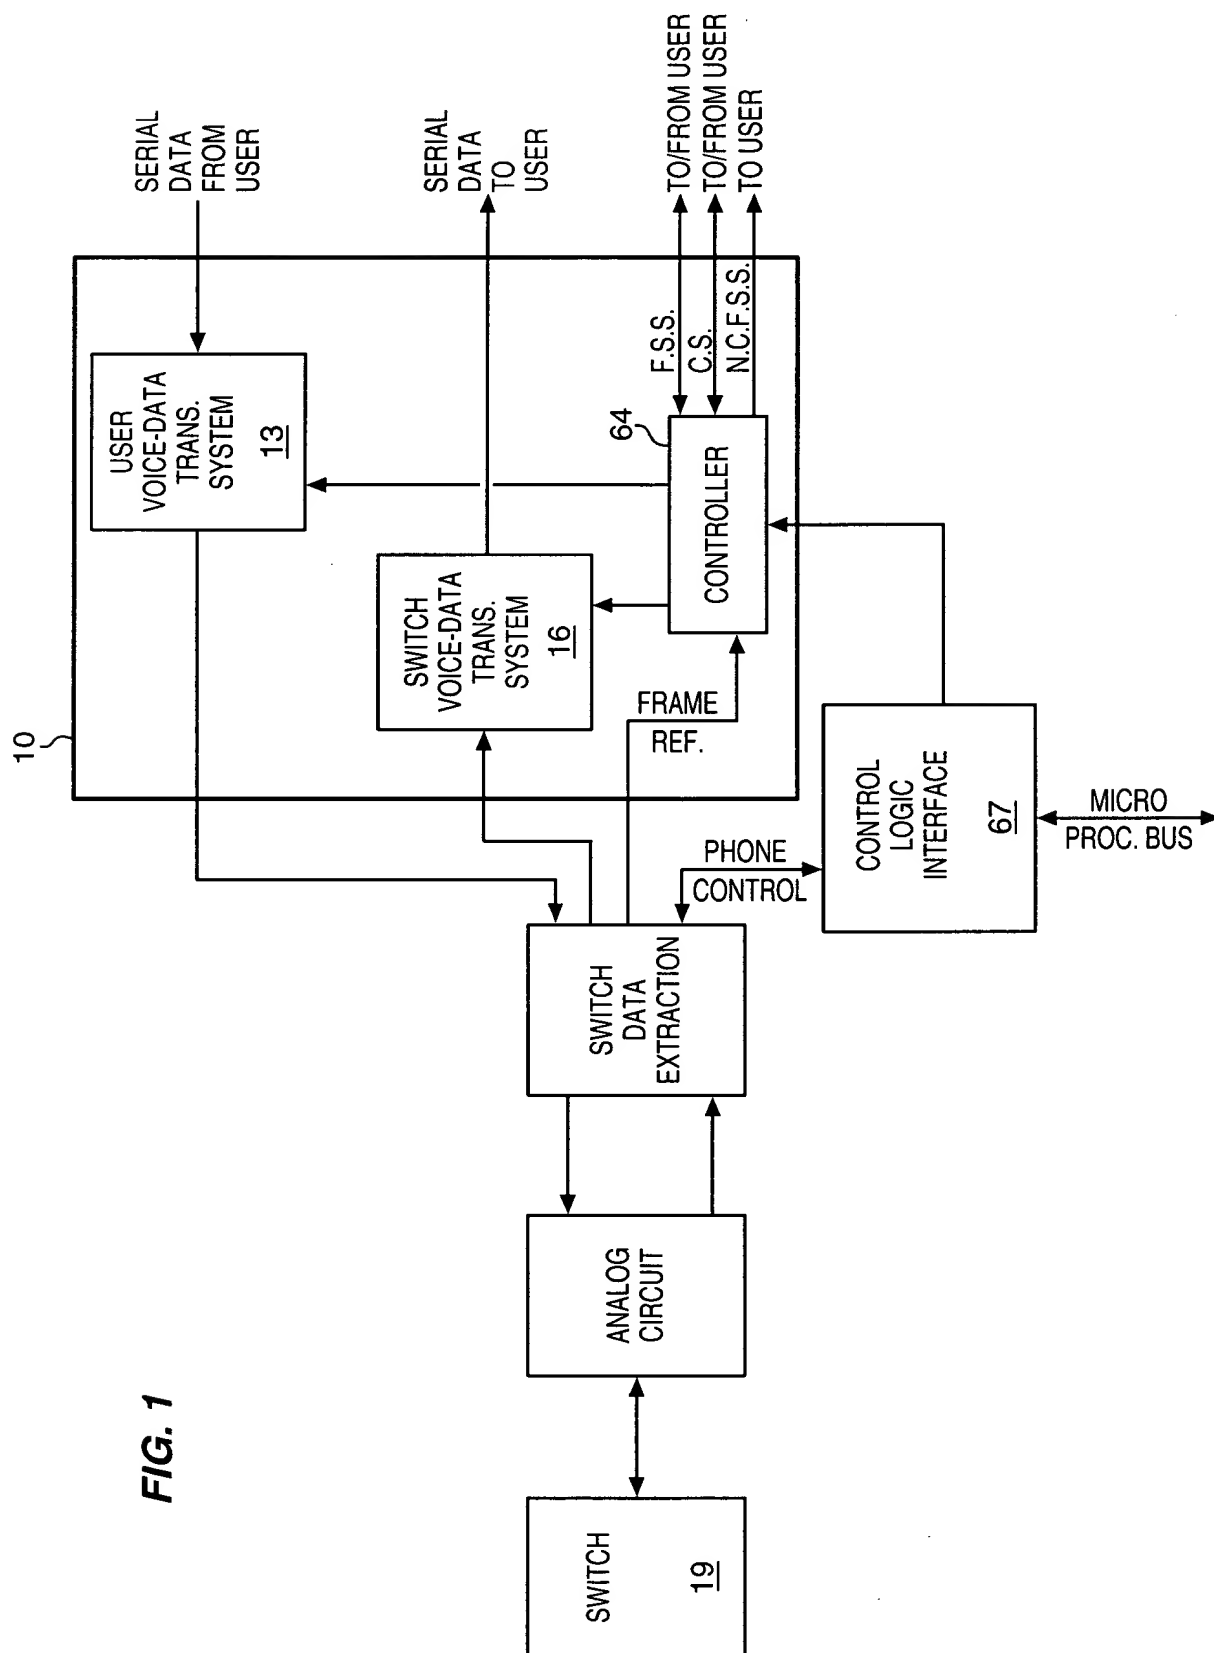 FIG. 1
SWITCH
19
ANALOG
CIRCUIT
SWITCH
DATA
EXTRACTION
PHONE
CONTROL
CONTROL
LOGIC
INTERFACE
67
MICRO
PROC. BUS
10
FRAME
REF.
USER
VOICE-DATA
TRANS.
SYSTEM
13
SWITCH
VOICE-DATA
TRANS.
SYSTEM
16
64
CONTROLLER
F.S.S.
C.S.
N.C.F.S.S.
SERIAL
DATA
FROM
USER
SERIAL
DATA
TO
USER
TO/FROM USER
TO/FROM USER
TO USER